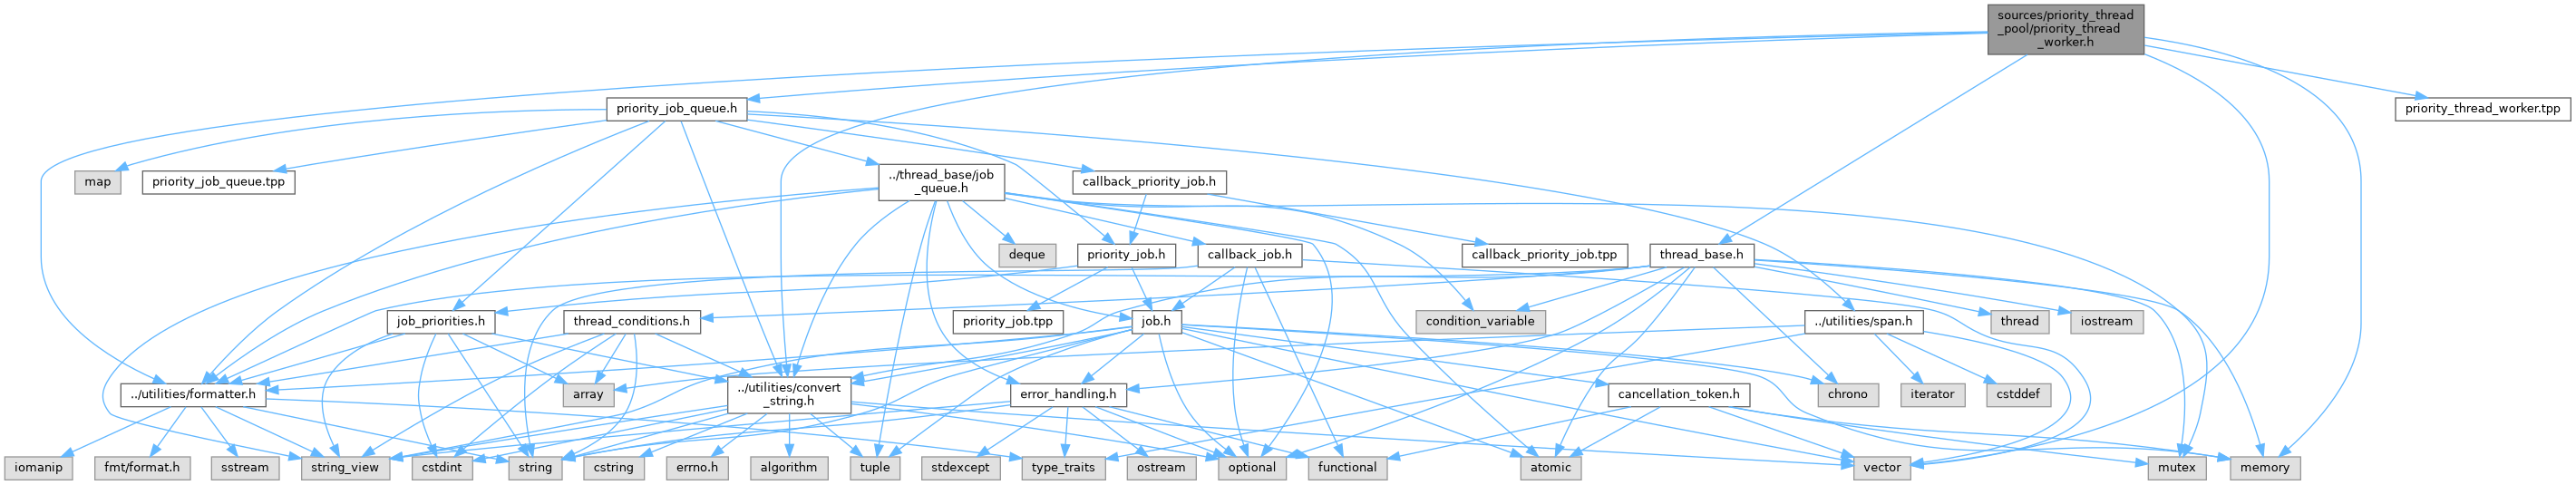 sources/priority_thread
_pool/priority_thread
_worker.h
priority_job_queue.h
priority_thread_worker.tpp
map
priority_job_queue.tpp
../thread_base/job
_queue.h
callback_priority_job.h
deque
priority_job.h
callback_job.h
callback_priority_job.tpp
thread_base.h
job_priorities.h
thread_conditions.h
priority_job.tpp
job.h
condition_variable
../utilities/span.h
thread
iostream
../utilities/formatter.h
array
../utilities/convert
_string.h
error_handling.h
cancellation_token.h
chrono
iterator
cstddef
iomanip
fmt/format.h
sstream
string_view
cstdint
string
cstring
errno.h
algorithm
tuple
stdexcept
type_traits
ostream
optional
functional
atomic
vector
mutex
memory